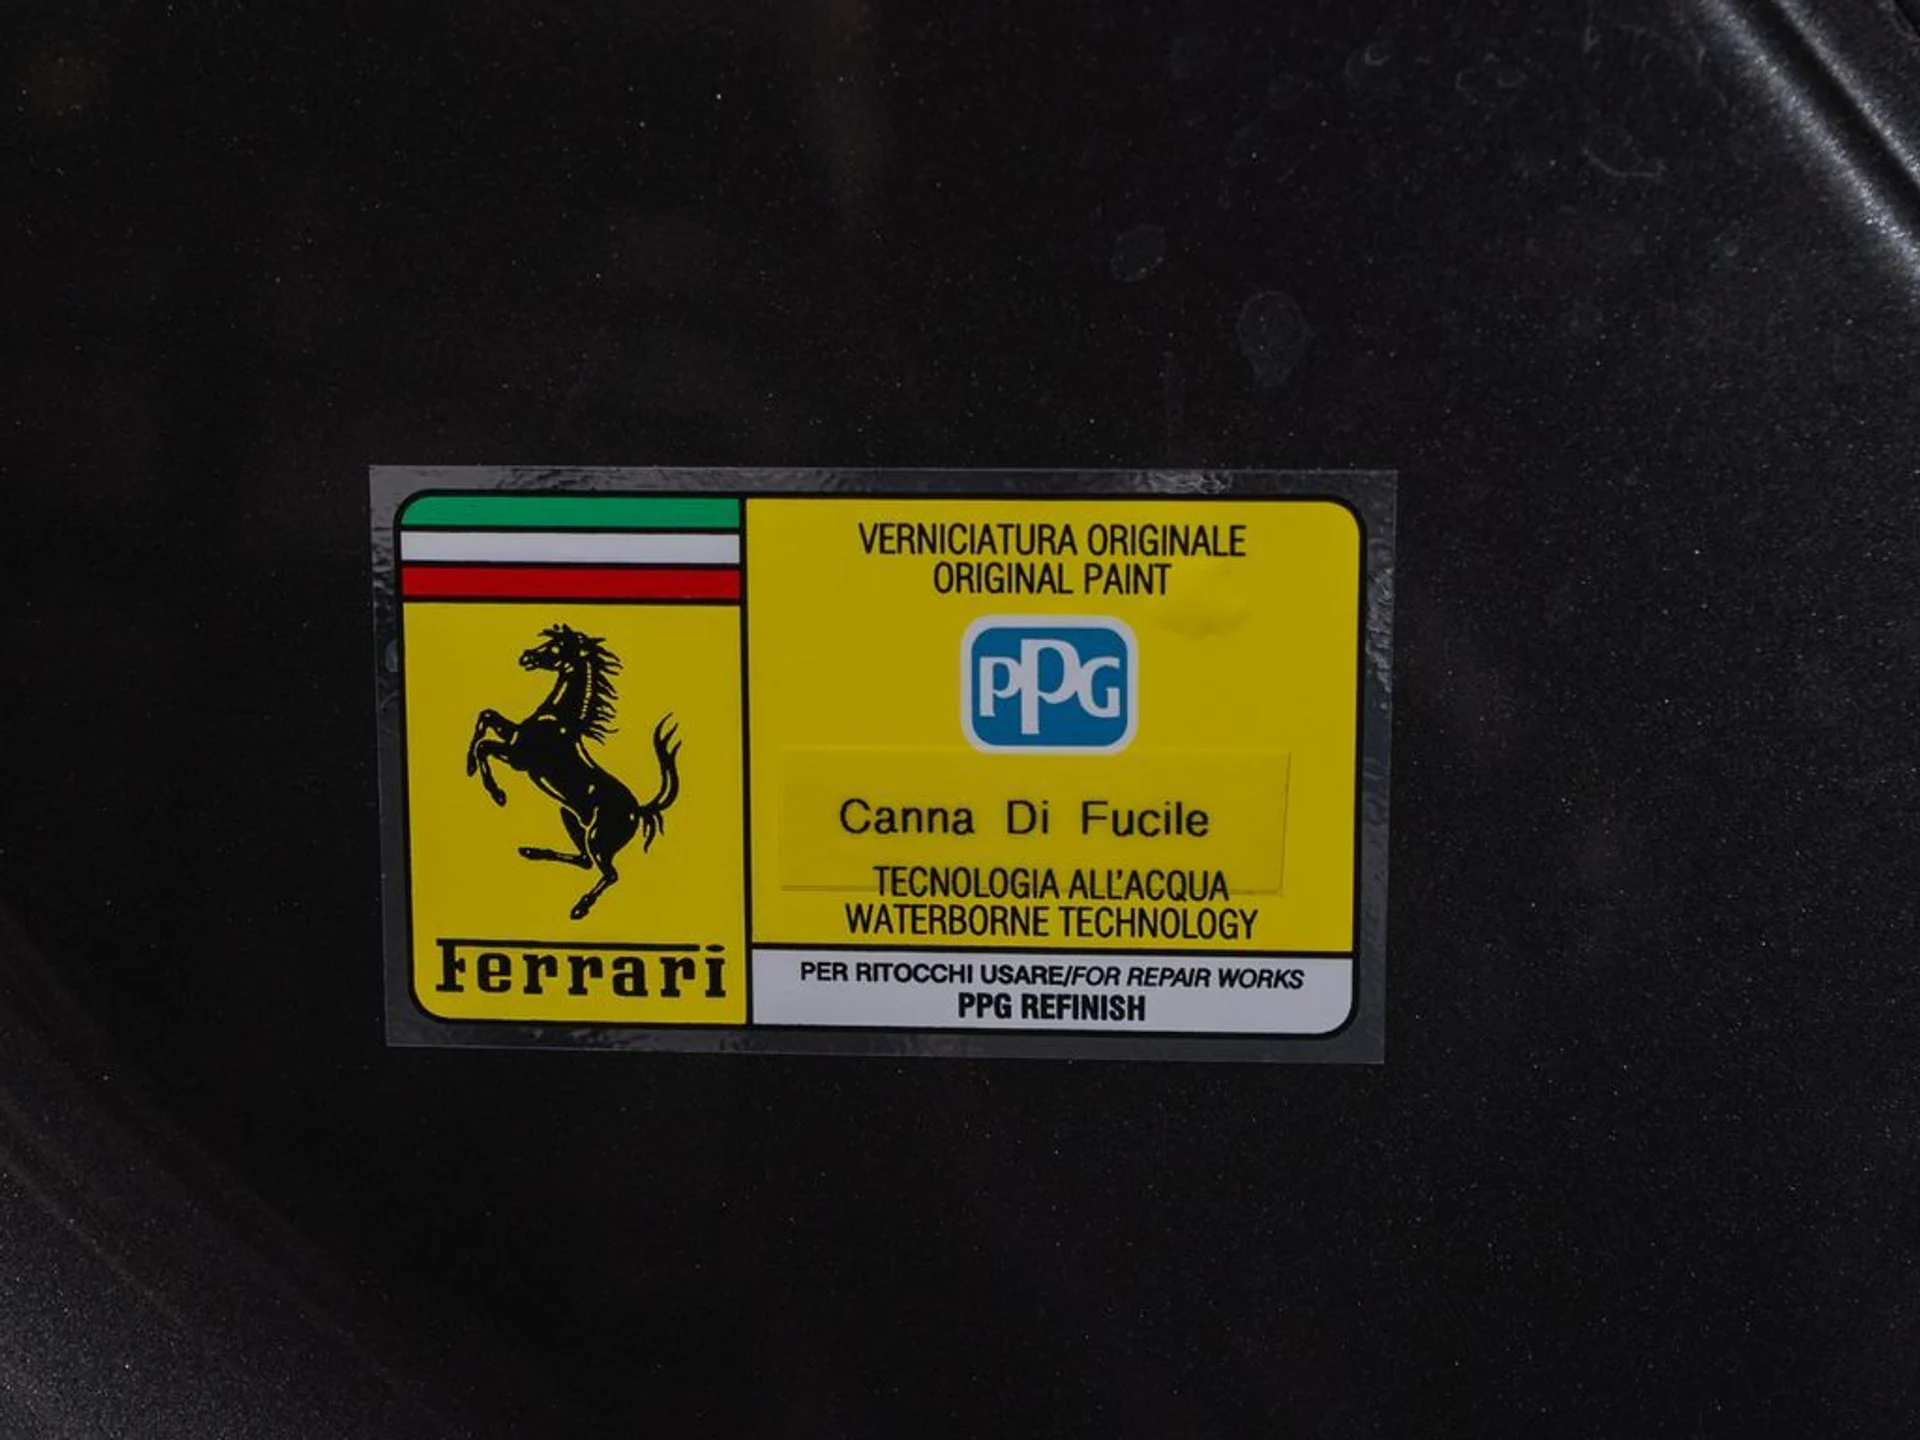 Ferrari
VERNICIATURA ORIGINALE
ORIGINAL PAINT
PPG
Canna Di Fucile
TECNOLOGIA ALL'ACQUA
WATERBORNE TECHNOLOGY
PER RITOCCHI USARE/FOR REPAIR WORKS
PPG REFINISH